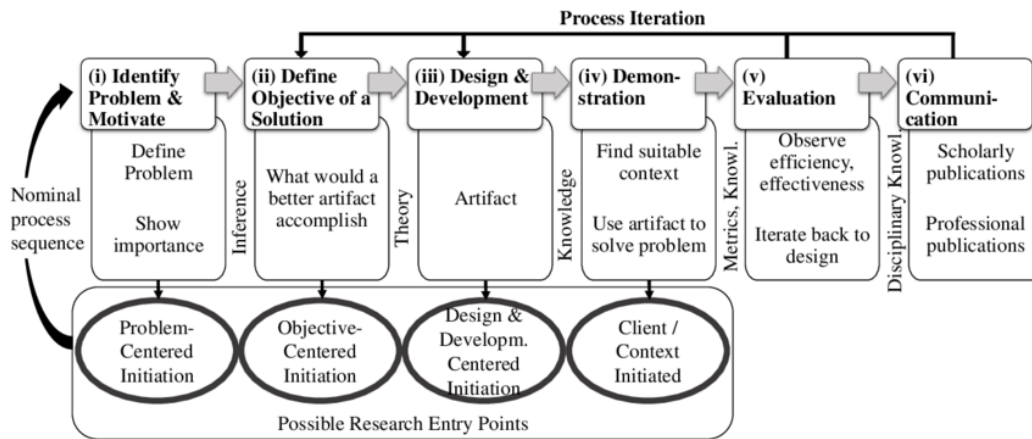 Process Iteration
(i) Identify
Problem &
Motivate
(ii) Define
Objective of a
Solution
(iii) Design &
Development
(iv) Demon-
stration
(v)
Evaluation
(vi)
Communi-
cation
Nominal
process
sequence
Define
Problem
Show
importance
Inference
What would a
better artifact
accomplish
Theory
Artifact
Knowledge
Find suitable
context
Use artifact to
solve problem
Metrics, Knowl.
Observe
efficiency,
effectiveness
Iterate back to
design
Disciplinary Knowl.
Scholarly
publications
Professional
publications
Problem-
Centered
Initiation
Objective-
Centered
Initiation
Design &
Developm.
Centered
Initiation
Client /
Context
Initiated
Possible Research Entry Points